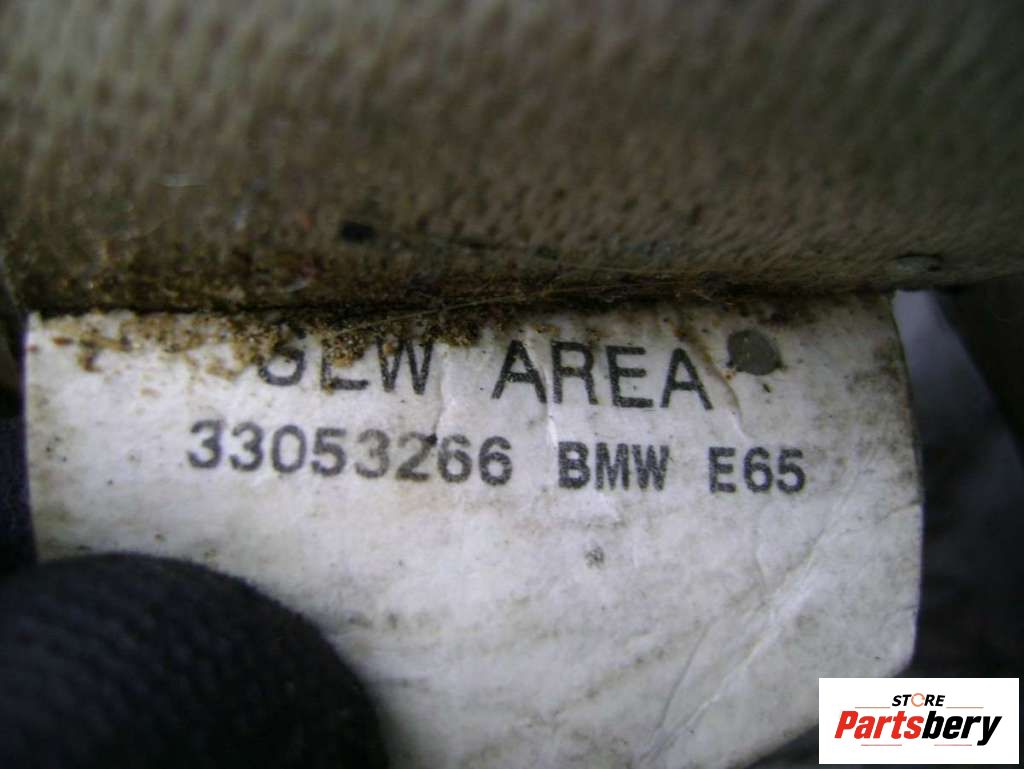 SEW AREA
33053266 BMW E65
STORE
Partsbery